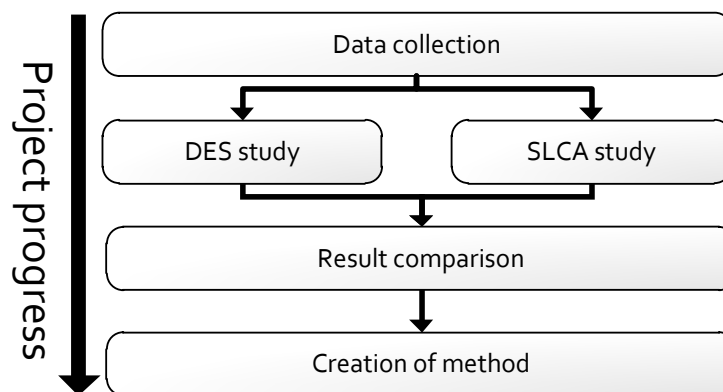 Project progress
Data collection
DES study
SLCA study
Result comparison
Creation of method